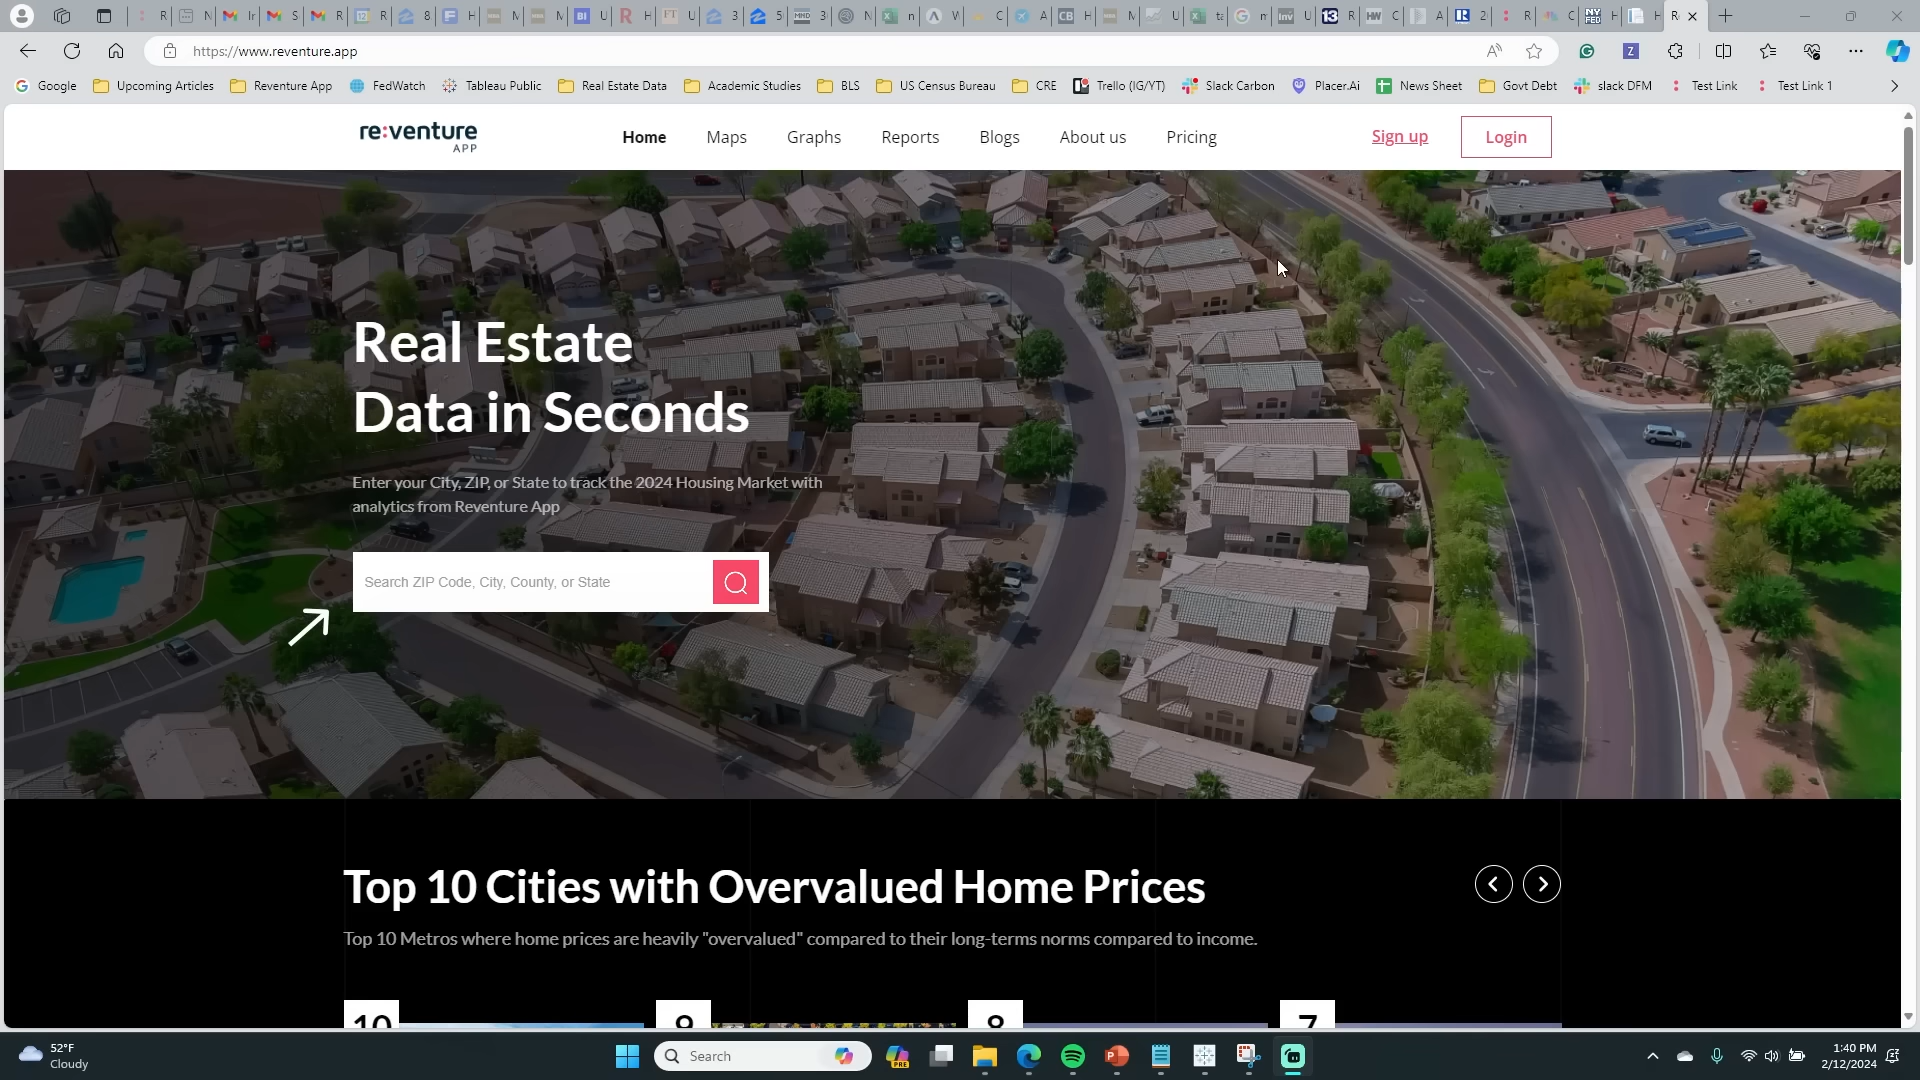 https://www.reventure.app
Google
Upcoming Articles
Reventure App
FedWatch
Tableau Public
Real Estate Data
Academic Studies
BLS
US Census Bureau
CRE
Trello (IG/YT)
Slack Carbon
Placer.Ai
News Sheet
Govt Debt
slack DFM
Test Link
Test Link 1
re:venture
APP
Home
Maps
Graphs
Reports
Blogs
About us
Pricing
Sign up
Login
Real Estate
Data in Seconds
Enter your City, ZIP, or State to track the 2024 Housing Market with
analytics from Reventure App
Search ZIP Code, City, County, or State
Top 10 Cities with Overvalued Home Prices
Top 10 Metros where home prices are heavily "overvalued" compared to their long-terms norms compared to income.
10
9
8
7
52°F
Cloudy
Search
PRE
1:40 PM
2/12/2024